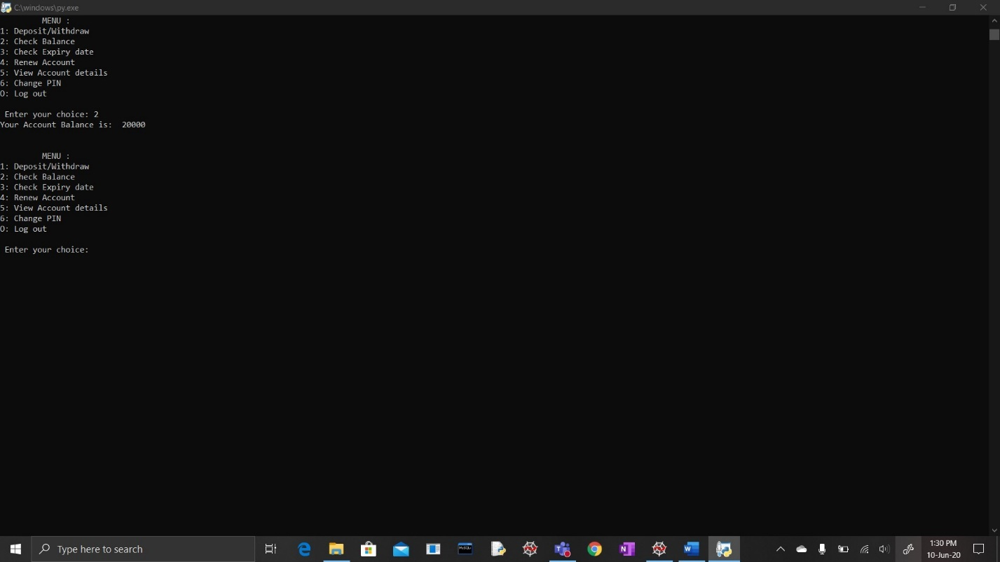 C:\windows\py.exe
MENU :
1: Deposit/Withdraw
2: Check Balance
3: Check Expiry date
4: Renew Account
5: View Account details
6: Change PIN
O: Log out
Enter your choice: 2
Your Account Balance is:  20000
MENU :
1: Deposit/Withdraw
2: Check Balance
3: Check Expiry date
4: Renew Account
5: View Account details
6: Change PIN
O: Log out
Enter your choice:
Type here to search
MySQL
N
W
1:30 PM
10-Jun-20